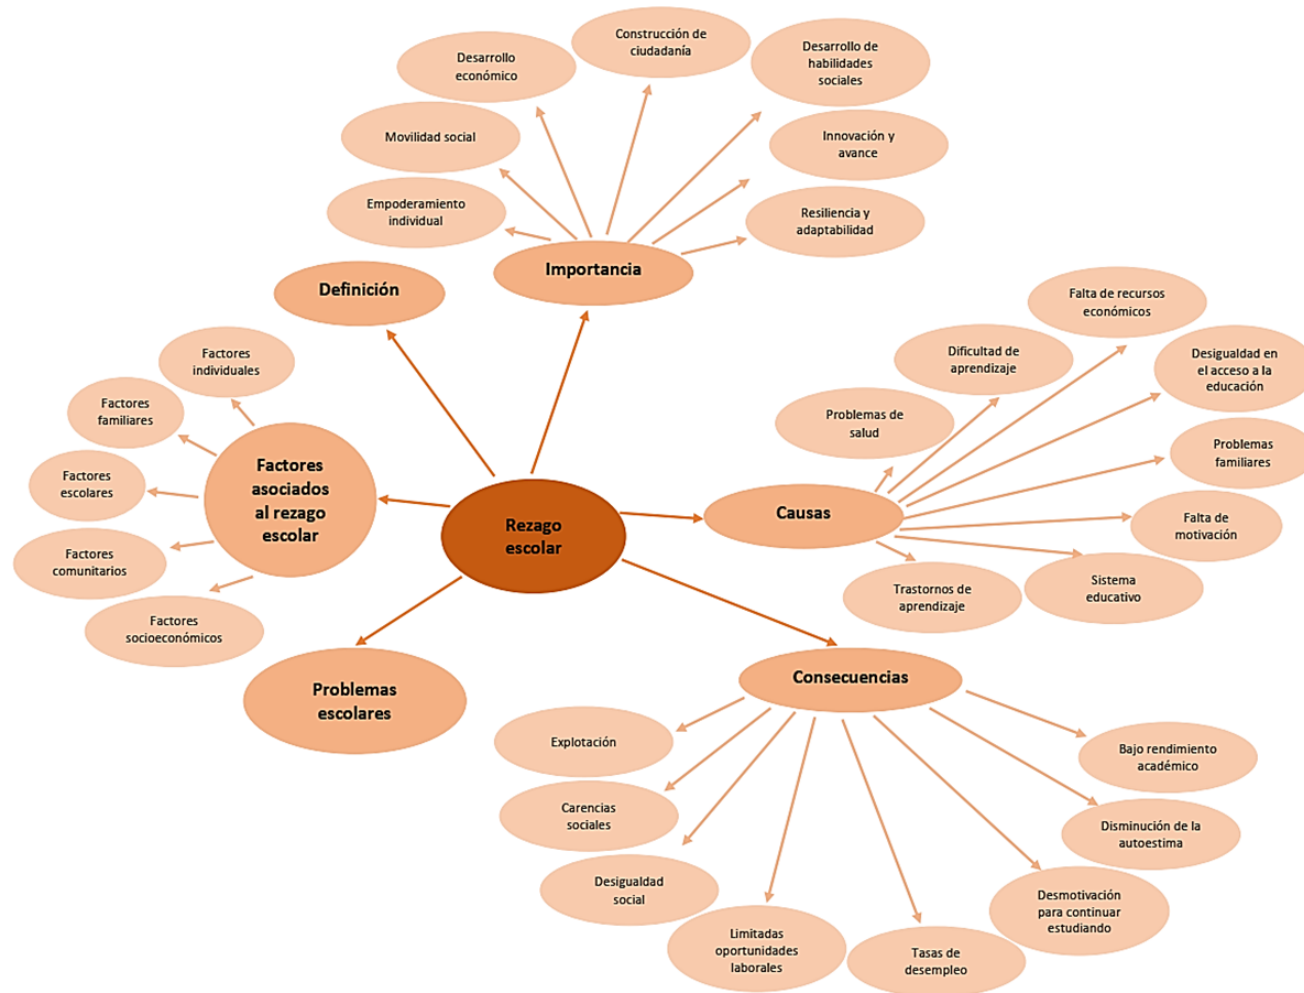 Construcción de
ciudadanía
Desarrollo
económico
Desarrollo de
habilidades
sociales
Movilidad social
Innovación y
avance
Empoderamiento
individual
Resiliencia y
adaptabilidad
Importancia
Definición
Factores
individuales
Factores
familiares
Factores
escolares
Factores
comunitarios
Factores
socioeconómicos
Factores
asociados
al rezago
escolar
Rezago
escolar
Falta de recursos
económicos
Dificultad de
aprendizaje
Desigualdad en
el acceso a la
educación
Problemas de
salud
Problemas
familiares
Causas
Falta de
motivación
Sistema
educativo
Trastornos de
aprendizaje
Problemas
escolares
Consecuencias
Explotación
Carencias
sociales
Desigualdad
social
Limitadas
oportunidades
laborales
Tasas de
desempleo
Desmotivación
para continuar
estudiando
Disminución de la
autoestima
Bajo rendimiento
académico